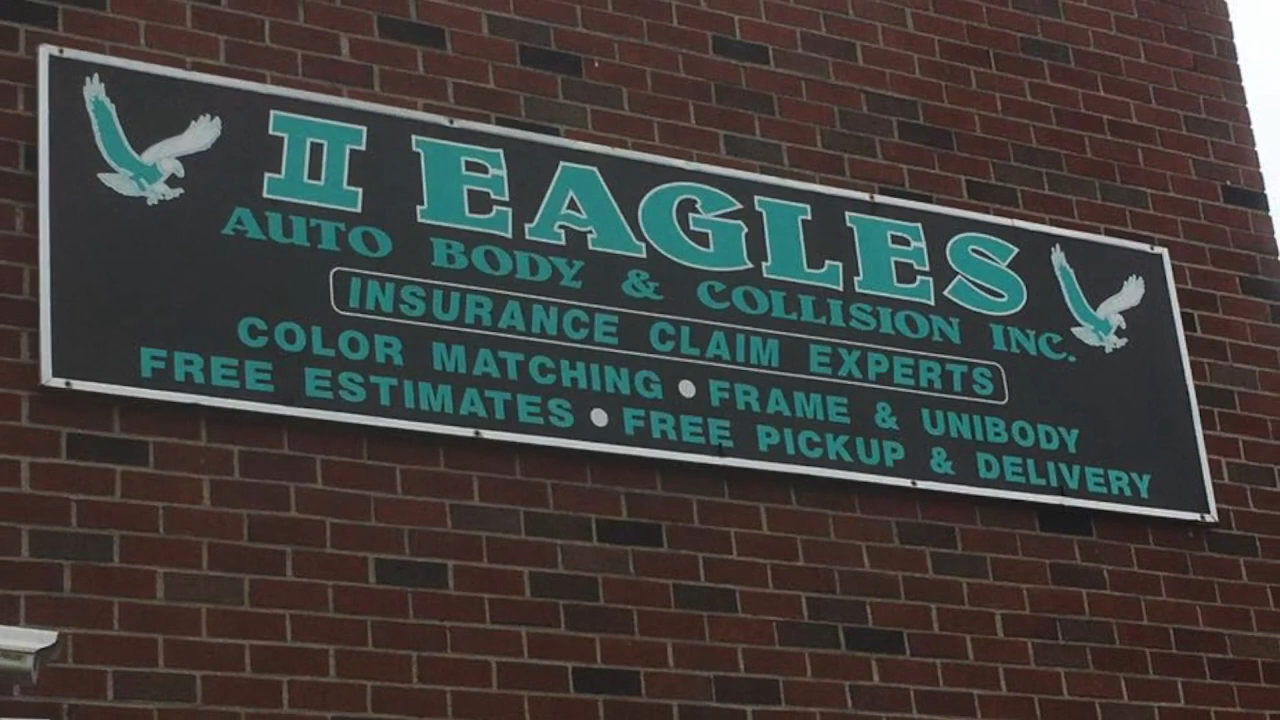 II EAGLES
AUTO BODY & COLLISION INC.
INSURANCE CLAIM EXPERTS
COLOR MATCHING • FRAME & UNIBODY
FREE ESTIMATES • FREE PICKUP & DELIVERY